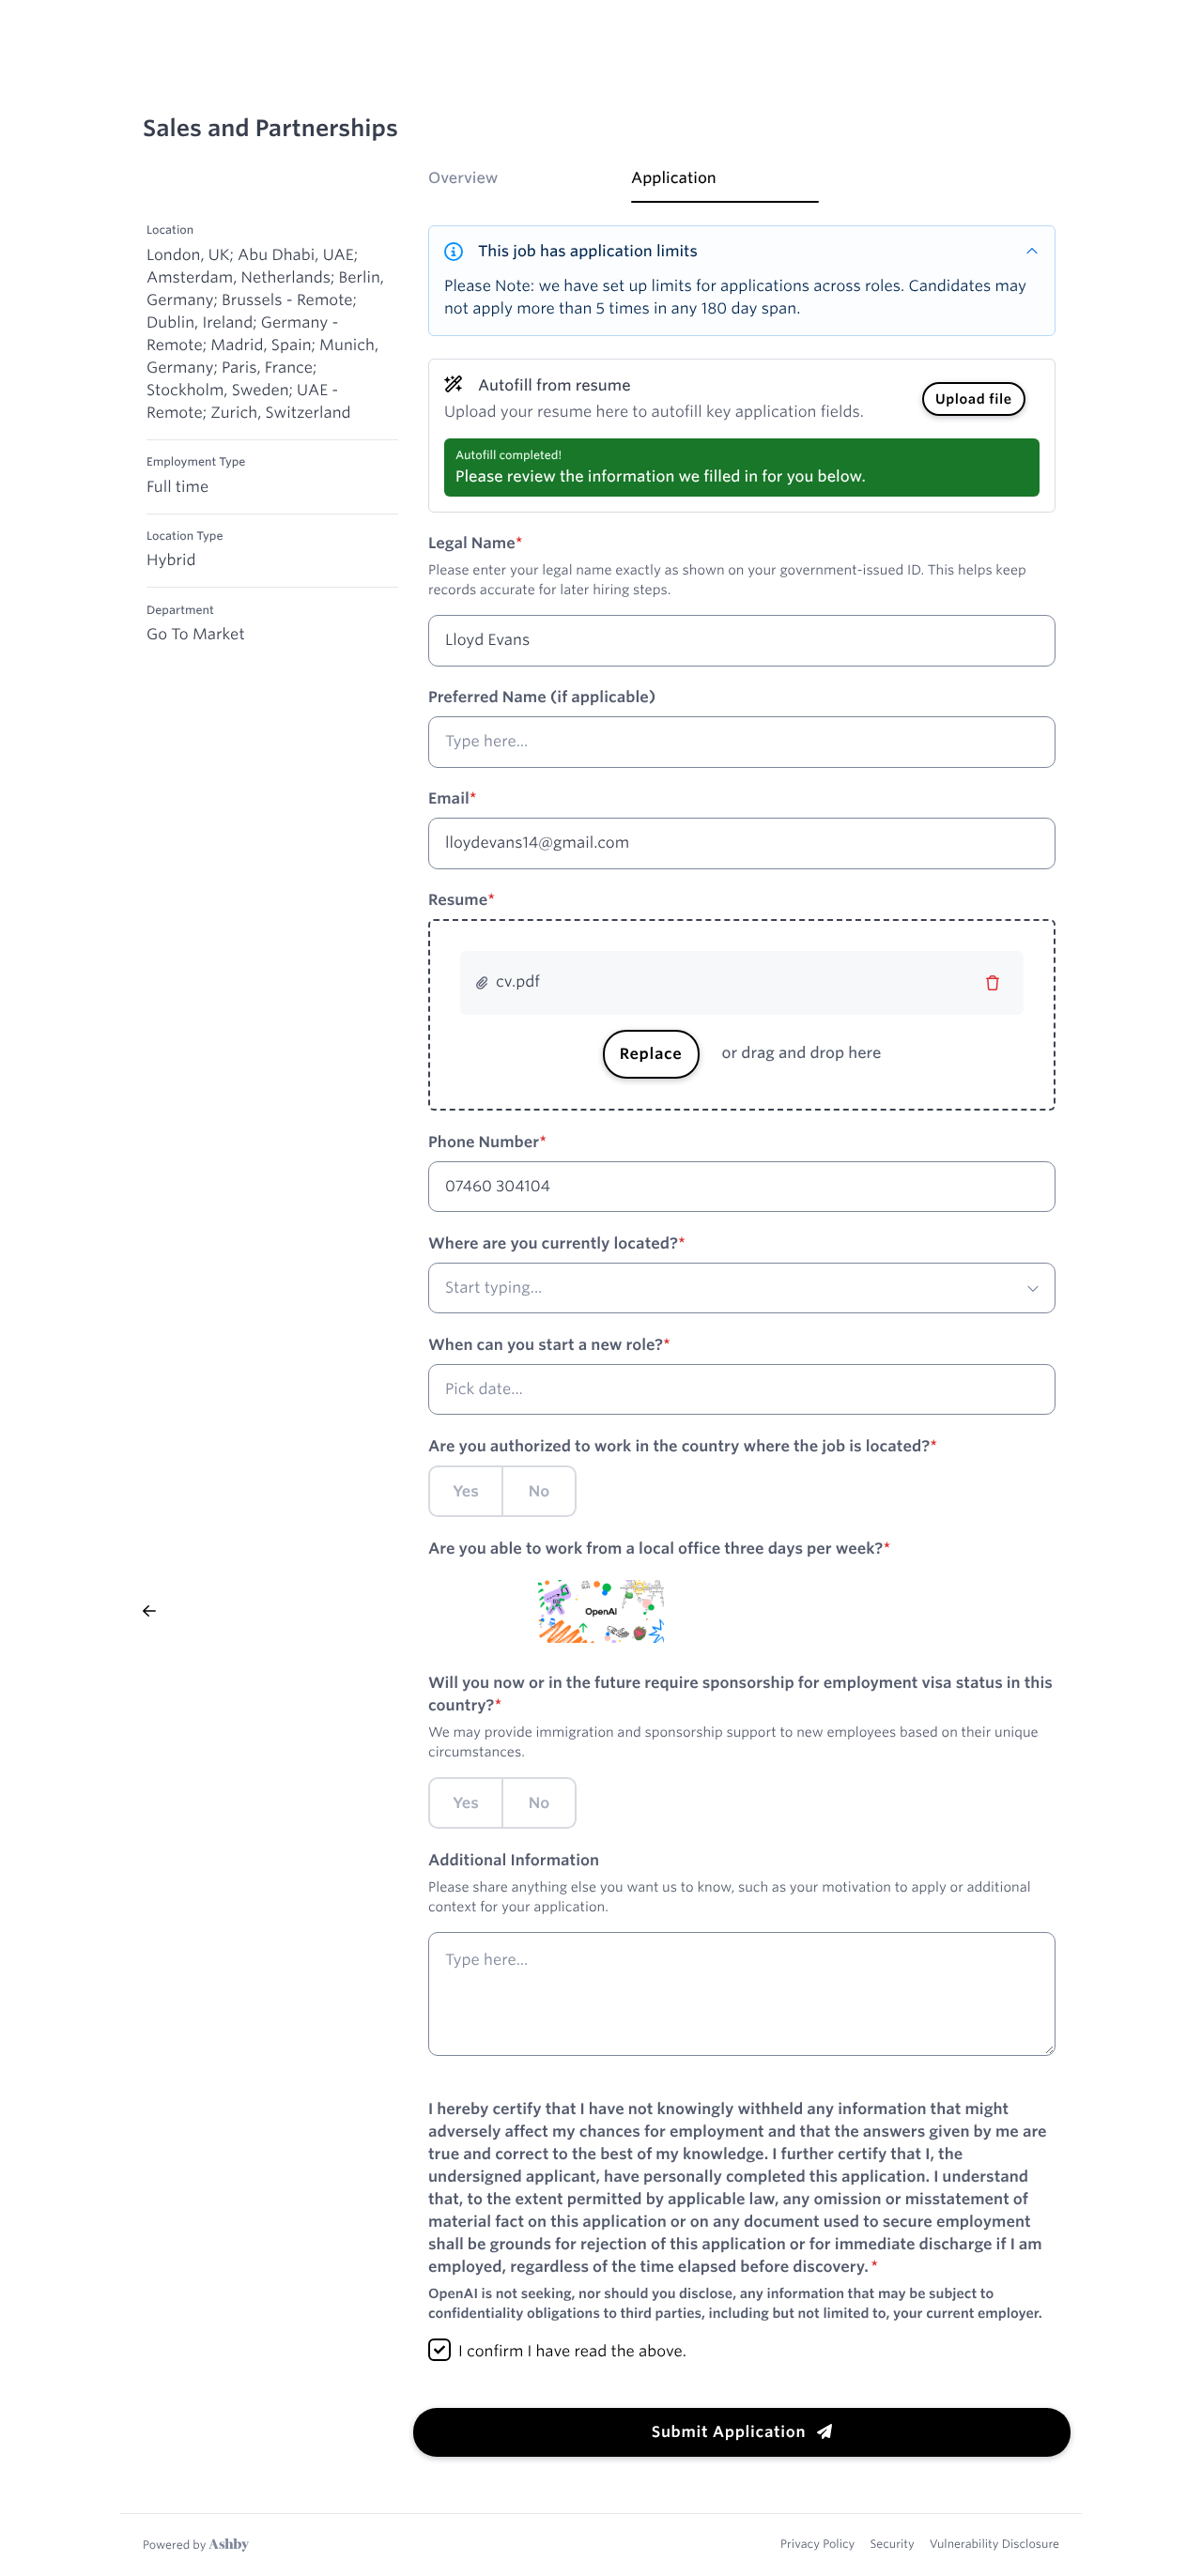 Sales and Partnerships
Overview
Application
Location
London, UK; Abu Dhabi, UAE;
Amsterdam, Netherlands; Berlin,
Germany; Brussels - Remote;
Dublin, Ireland; Germany -
Remote; Madrid, Spain; Munich,
Germany; Paris, France;
Stockholm, Sweden; UAE -
Remote; Zurich, Switzerland
Employment Type
Full time
Location Type
Hybrid
Department
Go To Market
This job has application limits
Please Note: we have set up limits for applications across roles. Candidates may
not apply more than 5 times in any 180 day span.
Autofill from resume
Upload your resume here to autofill key application fields.
Upload file
Autofill completed!
Please review the information we filled in for you below.
Legal Name*
Please enter your legal name exactly as shown on your government-issued ID. This helps keep
records accurate for later hiring steps.
Lloyd Evans
Preferred Name (if applicable)
Type here...
Email*
lloydevans14@gmail.com
Resume*
cv.pdf
Replace
or drag and drop here
Phone Number*
07460 304104
Where are you currently located?*
Start typing...
When can you start a new role?*
Pick date...
Are you authorized to work in the country where the job is located?*
Yes
No
Are you able to work from a local office three days per week?*
OpenAI
Will you now or in the future require sponsorship for employment visa status in this
country?*
We may provide immigration and sponsorship support to new employees based on their unique
circumstances.
Yes
No
Additional Information
Please share anything else you want us to know, such as your motivation to apply or additional
context for your application.
Type here...
I hereby certify that I have not knowingly withheld any information that might
adversely affect my chances for employment and that the answers given by me are
true and correct to the best of my knowledge. I further certify that I, the
undersigned applicant, have personally completed this application. I understand
that, to the extent permitted by applicable law, any omission or misstatement of
material fact on this application or on any document used to secure employment
shall be grounds for rejection of this application or for immediate discharge if I am
employed, regardless of the time elapsed before discovery.*
OpenAI is not seeking, nor should you disclose, any information that may be subject to
confidentiality obligations to third parties, including but not limited to, your current employer.
I confirm I have read the above.
Submit Application
Powered by Ashby
Privacy Policy
Security
Vulnerability Disclosure